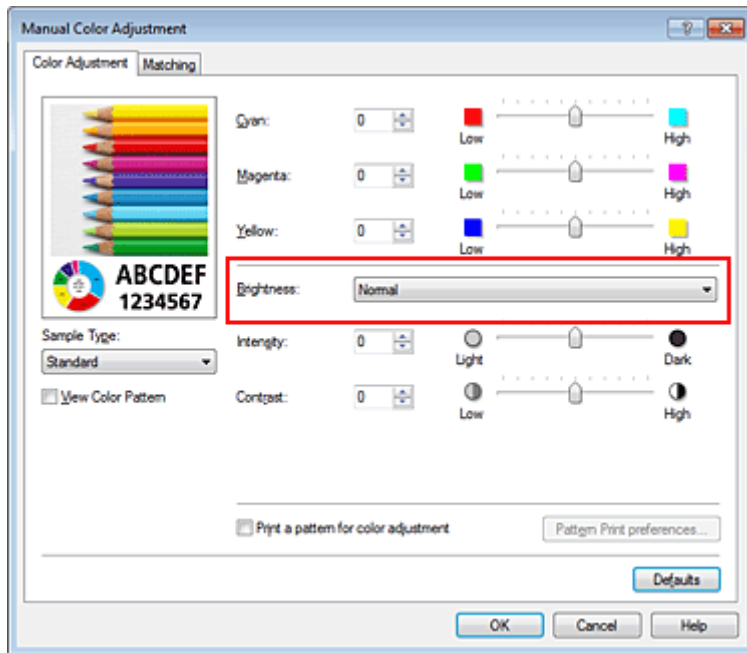 Manual Color Adjustment
Color Adjustment
Matching
Cyan:
0
Low
High
Magenta:
0
Low
High
Yellow:
0
Low
High
ABCDEF
1234567
Brightness:
Normal
Sample Type:
Standard
View Color Pattern
Intensity:
0
Light
Dark
Contrast:
0
Low
High
Print a pattern for color adjustment
Pattern Print preferences...
Defaults
OK
Cancel
Help